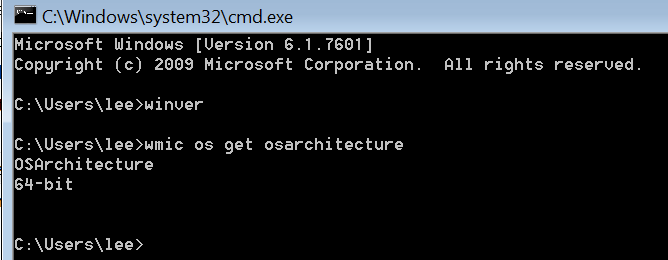 C:\Windows\system32\cmd.exe
Microsoft Windows [Version 6.1.7601]
Copyright (c) 2009 Microsoft Corporation.  All rights reserved.
C:\Users\lee>winver
C:\Users\lee>wmic os get osarchitecture
OSArchitecture
64-bit
C:\Users\lee>